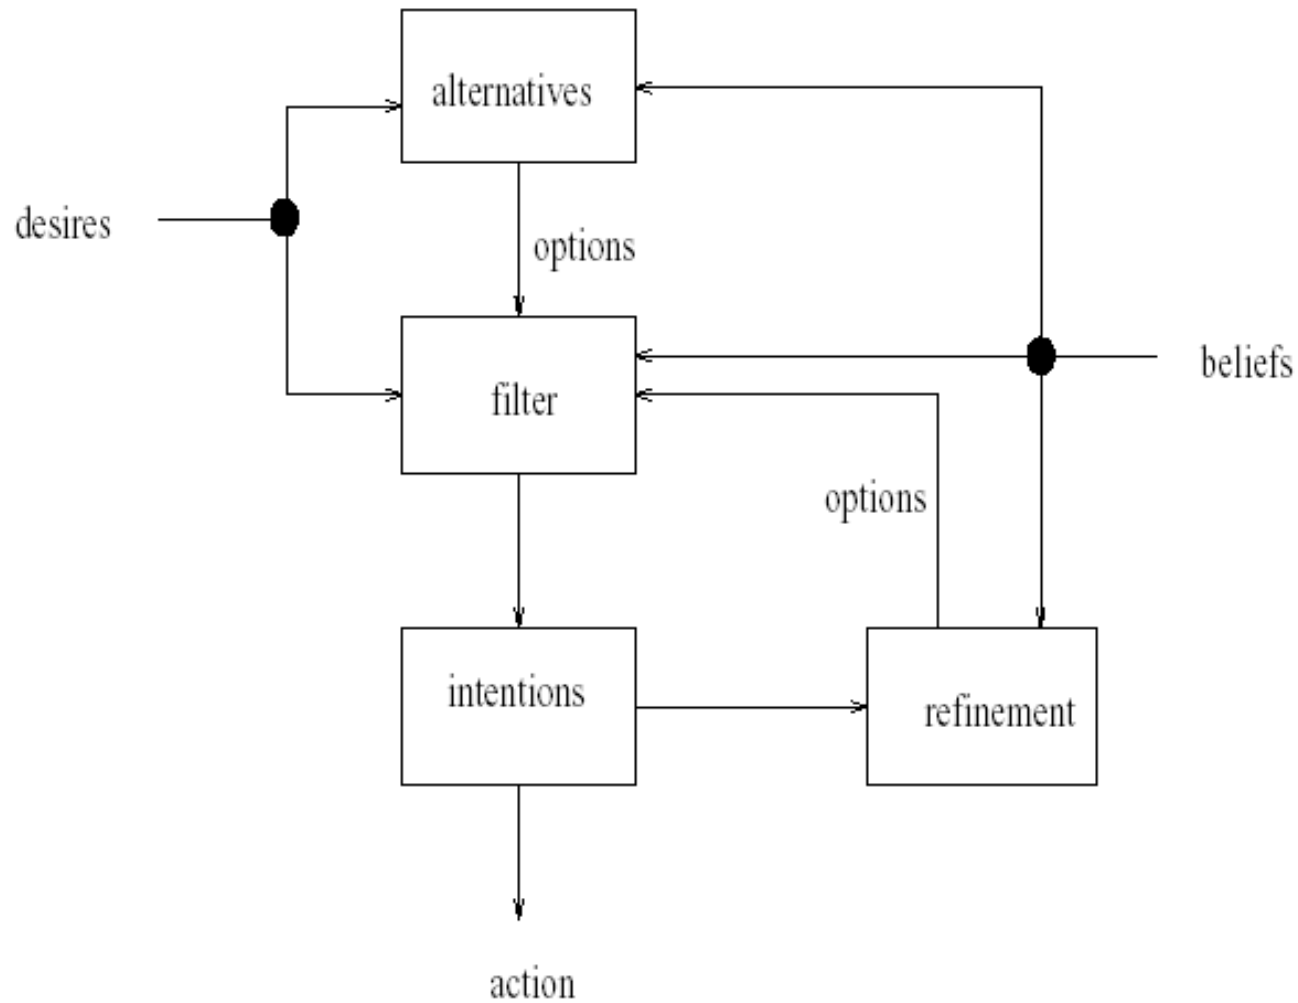 alternatives
desires
options
beliefs
filter
options
intentions
refinement
action